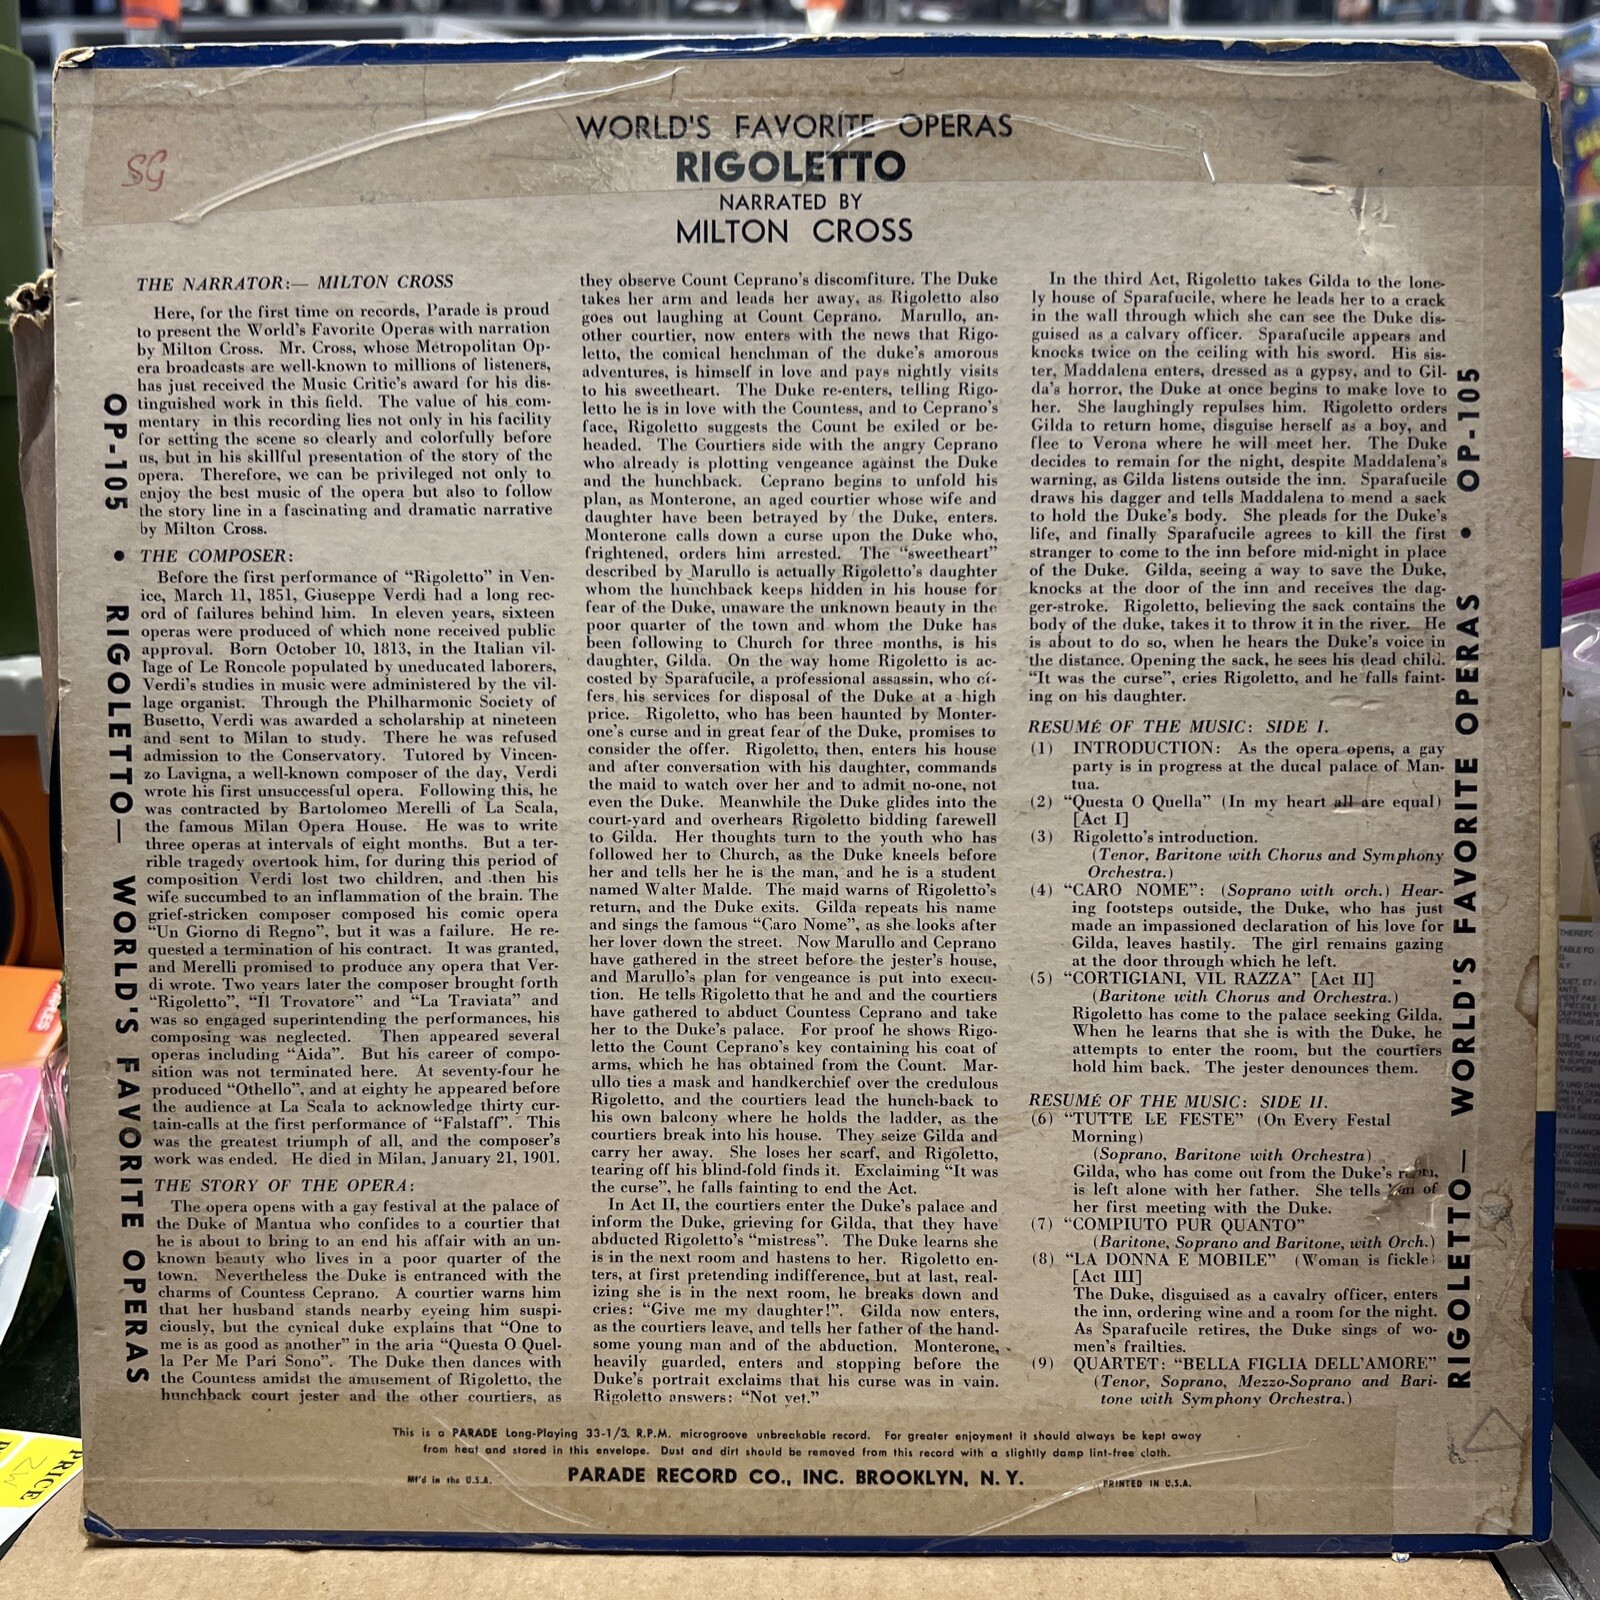 WORLD'S FAVORITE OPERAS
RIGOLETTO
NARRATED BY
MILTON CROSS
SG
OP-105 • RIGOLETTO— WORLD'S FAVORITE OPERAS
THE NARRATOR:— MILTON CROSS
Here, for the first time on records, Parade is proud
to present the World's Favorite Operas with narration
by Milton Cross. Mr. Cross, whose Metropolitan Op-
era broadcasts are well-known to millions of listeners,
has just received the Music Critic's award for his dis-
tinguished work in this field. The value of his com-
mentary in this recording lies not only in his facility
for setting the scene so clearly and colorfully before
us, but in his skillful presentation of the story of the
opera. Therefore, we can be privileged not only to
enjoy the best music of the opera but also to follow
the story line in a fascinating and dramatic narrative
by Milton Cross.
THE COMPOSER:
Before the first performance of "Rigoletto" in Ven-
ice, March 11, 1851, Giuseppe Verdi had a long rec-
ord of failures behind him. In eleven years, sixteen
operas were produced of which none received public
approval. Born October 10, 1813, in the Italian vil-
lage of Le Roncole populated by uneducated laborers,
Verdi's studies in music were administered by the vil-
lage organist. Through the Philharmonic Society of
Busetto, Verdi was awarded a scholarship at nineteen
and sent to Milan to study. There he was refused
admission to the Conservatory. Tutored by Vincen-
zo Lavigna, a well-known composer of the day, Verdi
wrote his first unsuccessful opera. Following this, he
was contracted by Bartolomeo Merelli of La Scala,
the famous Milan Opera House. He was to write
three operas at intervals of eight months. But a ter-
rible tragedy overtook him, for during this period of
composition Verdi lost two children, and then his
wife succumbed to an inflammation of the brain. The
grief-stricken composer composed his comic opera
"Un Giorno di Regno", but it was a failure. He re-
quested a termination of his contract. It was granted,
and Merelli promised to produce any opera that Ver-
di wrote. Two years later the composer brought forth
"Rigoletto", "Il Trovatore" and "La Traviata" and
was so engaged superintending the performances, his
composing was neglected. Then appeared several
operas including "Aida". But his career of compo-
sition was not terminated here. At seventy-four he
produced "Othello", and at eighty he appeared before
the audience at La Scala to acknowledge thirty cur-
tain-calls at the first performance of "Falstaff". This
was the greatest triumph of all, and the composer's
work was ended. He died in Milan, January 21, 1901.
THE STORY OF THE OPERA:
The opera opens with a gay festival at the palace of
the Duke of Mantua who confides to a courtier that
he is about to bring to an end his affair with an un-
known beauty who lives in a poor quarter of the
town. Nevertheless the Duke is entranced with the
charms of Countess Ceprano. A courtier warns him
that her husband stands nearby eyeing him suspi-
ciously, but the cynical duke explains that "One to
me is as good as another" in the aria "Questa O Quel-
la Per Me Pari Sono". The Duke then dances with
the Countess amidst the amusement of Rigoletto, the
hunchback court jester and the other courtiers, as
they observe Count Ceprano's discomfiture. The Duke
takes her arm and leads her away, as Rigoletto also
goes out laughing at Count Ceprano. Marullo, an-
other courtier, now enters with the news that Rigo-
letto, the comical henchman of the duke's amorous
adventures, is himself in love and pays nightly visits
to his sweetheart. The Duke re-enters, telling Rigo-
letto he is in love with the Countess, and to Ceprano's
face, Rigoletto suggests the Count be exiled or be-
headed. The Courtiers side with the angry Ceprano
who already is plotting vengeance against the Duke
and the hunchback. Ceprano begins to unfold his
plan, as Monterone, an aged courtier whose wife and
daughter have been betrayed by the Duke, enters.
Monterone calls down a curse upon the Duke who,
frightened, orders him arrested. The "sweetheart"
described by Marullo is actually Rigoletto's daughter
whom the hunchback keeps hidden in his house for
fear of the Duke, unaware the unknown beauty in the
poor quarter of the town and whom the Duke has
been following to Church for three months, is his
daughter, Gilda. On the way home Rigoletto is ac-
costed by Sparafucile, a professional assassin, who of-
fers his services for disposal of the Duke at a high
price. Rigoletto, who has been haunted by Monter-
one's curse and in great fear of the Duke, promises to
consider the offer. Rigoletto, then, enters his house
and after conversation with his daughter, commands
the maid to watch over her and to admit no-one, not
even the Duke. Meanwhile the Duke glides into the
court-yard and overhears Rigoletto bidding farewell
to Gilda. Her thoughts turn to the youth who has
followed her to Church, as the Duke kneels before
her and tells her he is the man, and he is a student
named Walter Malde. The maid warns of Rigoletto's
return, and the Duke exits. Gilda repeats his name
and sings the famous "Caro Nome", as she looks after
her lover down the street. Now Marullo and Ceprano
have gathered in the street before the jester's house,
and Marullo's plan for vengeance is put into execu-
tion. He tells Rigoletto that he and and the courtiers
have gathered to abduct Countess Ceprano and take
her to the Duke's palace. For proof he shows Rigo-
letto the Count Ceprano's key containing his coat of
arms, which he has obtained from the Count. Mar-
ullo ties a mask and handkerchief over the credulous
Rigoletto, and the courtiers lead the hunch-back to
his own balcony where he holds the ladder, as the
courtiers break into his house. They seize Gilda and
carry her away. She loses her scarf, and Rigoletto,
tearing off his blind-fold finds it. Exclaiming "It was
the curse", he falls fainting to end the Act.
In Act II, the courtiers enter the Duke's palace and
inform the Duke, grieving for Gilda, that they have
abducted Rigoletto's "mistress". The Duke learns she
is in the next room and hastens to her. Rigoletto en-
ters, at first pretending indifference, but at last, real-
izing she is in the next room, he breaks down and
cries: "Give me my daughter!". Gilda now enters,
as the courtiers leave, and tells her father of the hand-
some young man and of the abduction. Monterone,
heavily guarded, enters and stopping before the
Duke's portrait exclaims that his curse was in vain.
Rigoletto answers: "Not yet."
In the third Act, Rigoletto takes Gilda to the lone-
ly house of Sparafucile, where he leads her to a crack
in the wall through which she can see the Duke dis-
guised as a calvary officer. Sparafucile appears and
knocks twice on the ceiling with his sword. His sis-
ter, Maddalena enters, dressed as a gypsy, and to Gil-
da's horror, the Duke at once begins to make love to
her. She laughingly repulses him. Rigoletto orders
Gilda to return home, disguise herself as a boy, and
flee to Verona where he will meet her. The Duke
decides to remain for the night, despite Maddalena's
warning, as Gilda listens outside the inn. Sparafucile
draws his dagger and tells Maddalena to mend a sack
to hold the Duke's body. She pleads for the Duke's
life, and finally Sparafucile agrees to kill the first
stranger to come to the inn before mid-night in place
of the Duke. Gilda, seeing a way to save the Duke,
knocks at the door of the inn and receives the dag-
ger-stroke. Rigoletto, believing the sack contains the
body of the duke, takes it to throw it in the river. He
is about to do so, when he hears the Duke's voice in
the distance. Opening the sack, he sees his dead child.
"It was the curse", cries Rigoletto, and he falls faint-
ing on his daughter.
RESUMÉ OF THE MUSIC: SIDE I.
(1) INTRODUCTION: As the opera opens, a gay
party is in progress at the ducal palace of Man-
tua.
(2) "Questa O Quella" (In my heart all are equal)
[Act I]
(3) Rigoletto's introduction.
(Tenor, Baritone with Chorus and Symphony
Orchestra.)
(4) "CARO NOME": (Soprano with orch.) Hear-
ing footsteps outside, the Duke, who has just
made an impassioned declaration of his love for
Gilda, leaves hastily. The girl remains gazing
at the door through which he left.
(5) "CORTIGIANI, VIL RAZZA" [Act II]
(Baritone with Chorus and Orchestra.)
Rigoletto has come to the palace seeking Gilda.
When he learns that she is with the Duke, he
attempts to enter the room, but the courtiers
hold him back. The jester denounces them.
RESUMÉ OF THE MUSIC: SIDE II.
(6) "TUTTE LE FESTE" (On Every Festal
Morning)
(Soprano, Baritone with Orchestra)
Gilda, who has come out from the Duke's room,
is left alone with her father. She tells him of
her first meeting with the Duke.
(7) "COMPIUTO PUR QUANTO"
(Baritone, Soprano and Baritone, with Orch.)
(8) "LA DONNA E MOBILE" (Woman is fickle)
[Act III]
The Duke, disguised as a cavalry officer, enters
the inn, ordering wine and a room for the night.
As Sparafucile retires, the Duke sings of wo-
men's frailties.
(9) QUARTET: "BELLA FIGLIA DELL'AMORE"
(Tenor, Soprano, Mezzo-Soprano and Bari-
tone with Symphony Orchestra.)
RIGOLETTO— WORLD'S FAVORITE OPERAS • OP-105
This is a PARADE Long-Playing 33-1/3, R.P.M. microgroove unbreakable record. For greater enjoyment it should always be kept away
from heat and stored in this envelope. Dust and dirt should be removed from this record with a slightly damp lint-free cloth.
Mf'd in the U.S.A.
PARADE RECORD CO., INC. BROOKLYN, N. Y.
PRINTED IN U.S.A.
PRICE